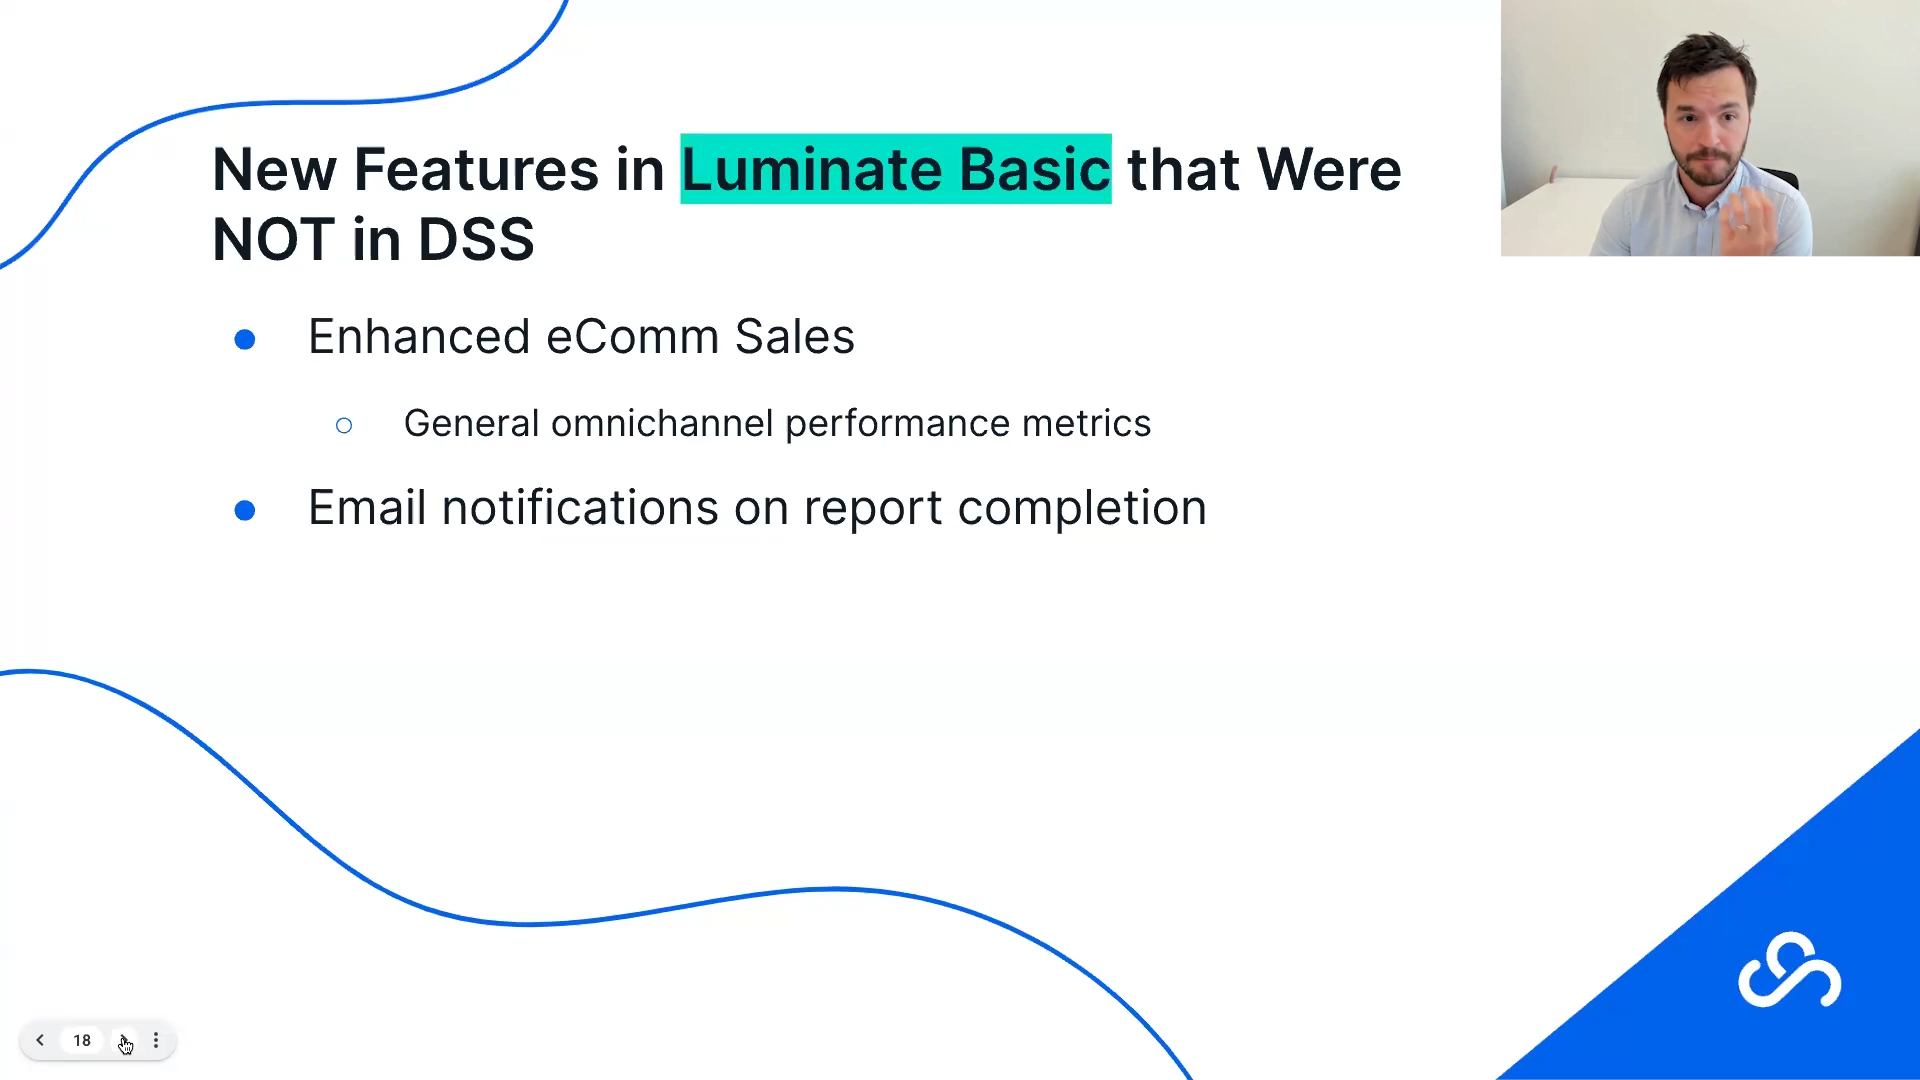 New Features in Luminate Basic that Were
NOT in DSS
Enhanced eComm Sales
General omnichannel performance metrics
Email notifications on report completion
18